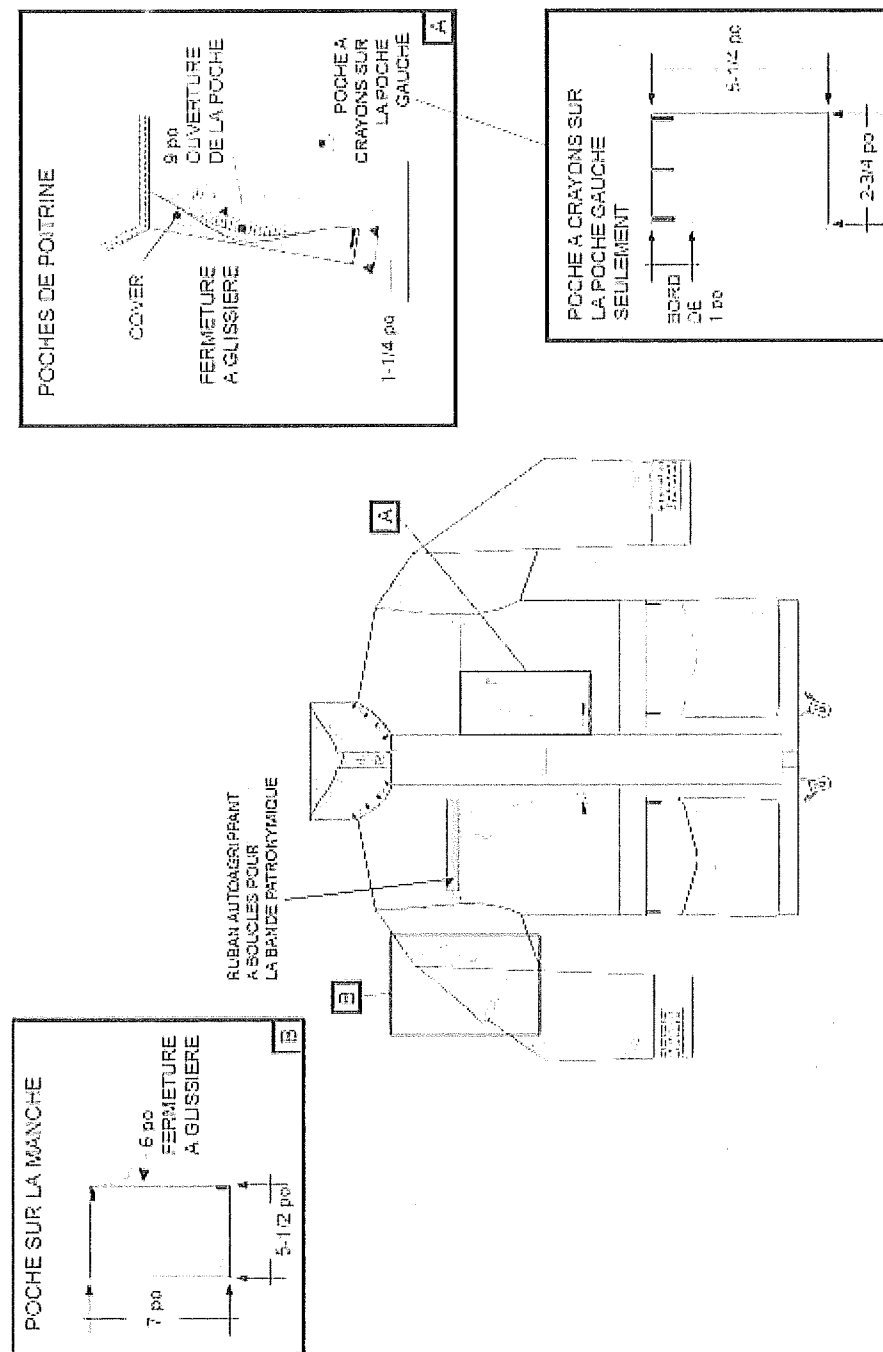 POCHE SUR LA MANCHE
7 po
5-1/2 po
6 po
FERMETURE
A GLISSIERE
B
RUBAN AUTOAGRIPPANT
A BOUCLES POUR
LA BANDE PATRONYMIQUE
B
A
POCHES DE POITRINE
COVER
9 po
OUVERTURE
DE LA POCHE
FERMETURE
A GLISSIERE
1-1/4 po
POCHE A
CRAYONS SUR
LA POCHE
GAUCHE
A
POCHE A CRAYONS SUR
LA POCHE GAUCHE
SEULEMENT
BORD
DE
1 po
5-1/4 po
2-3/4 po